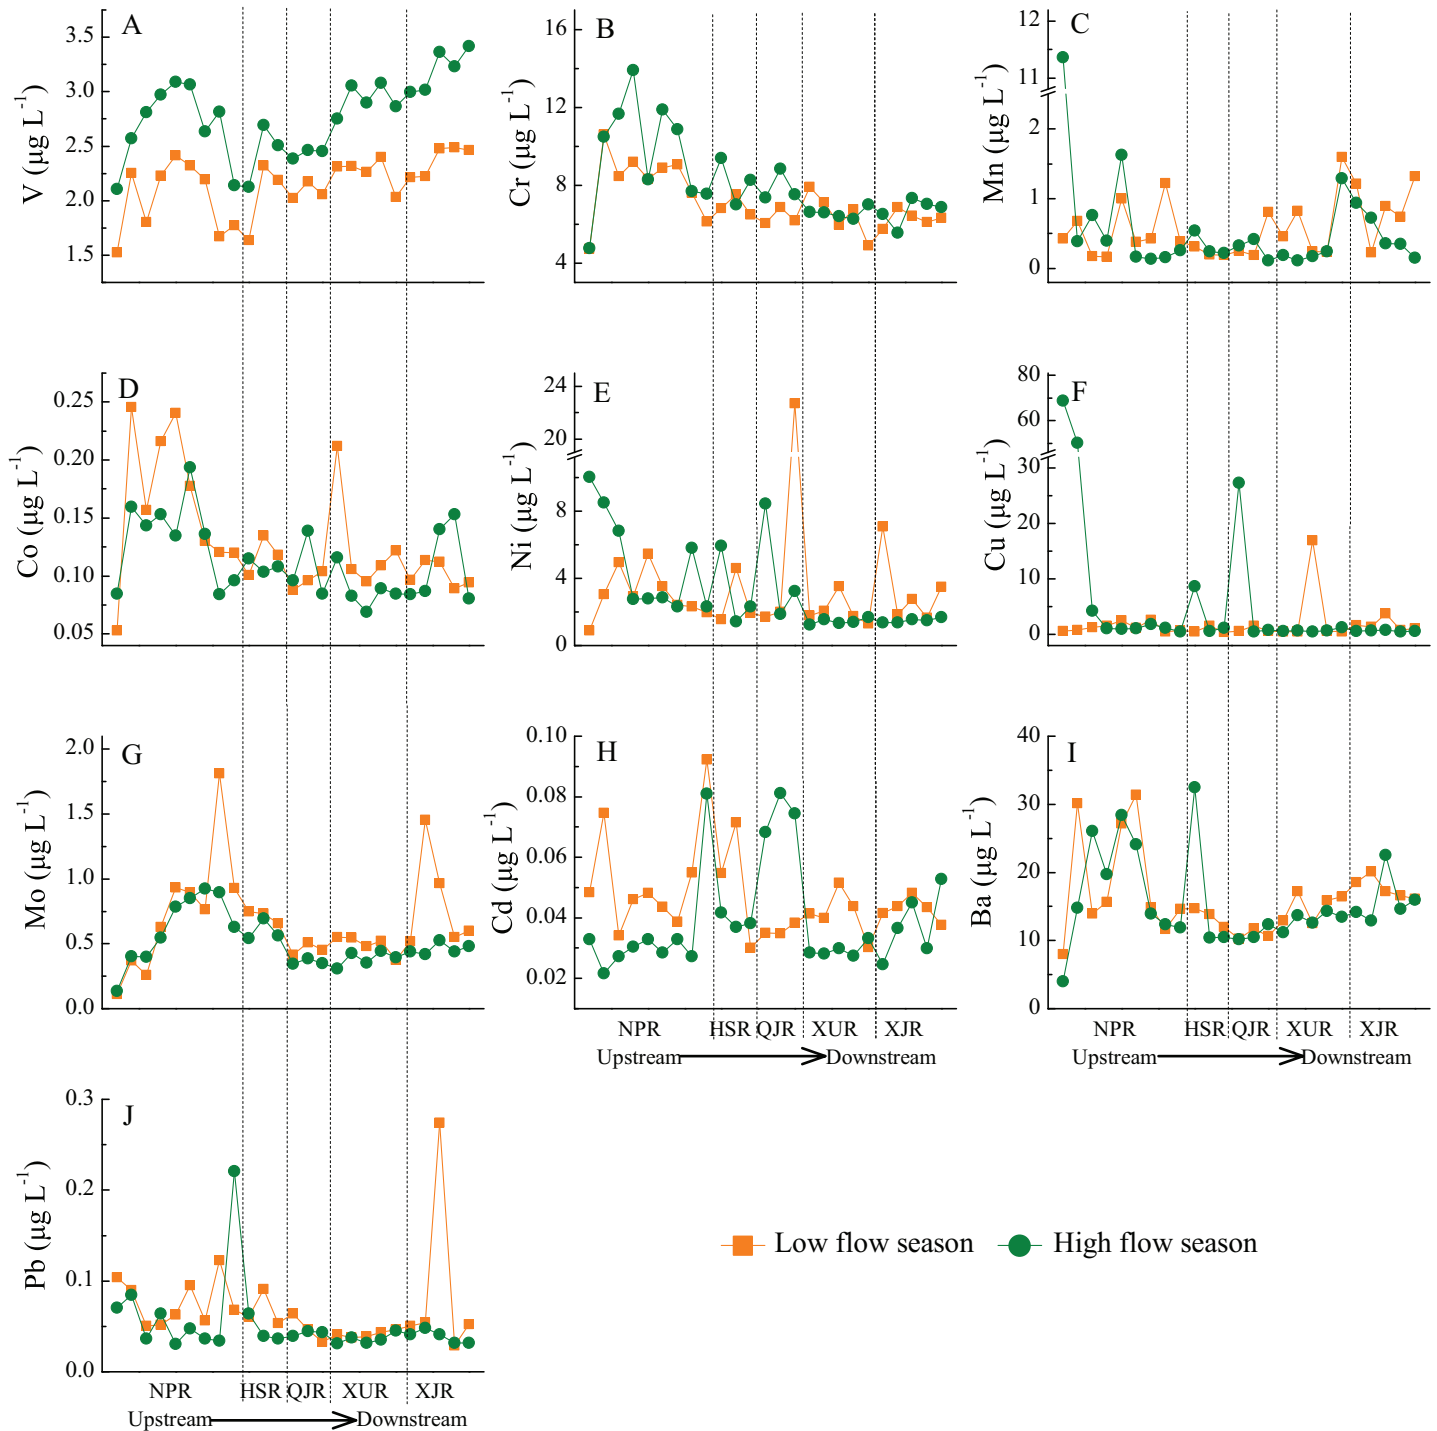 A
V (µg L⁻¹)
3.5
3.0
2.5
2.0
1.5
B
Cr (µg L⁻¹)
16
12
8
4
C
Mn (µg L⁻¹)
12
11
2
1
0
D
Co (µg L⁻¹)
0.25
0.20
0.15
0.10
0.05
E
Ni (µg L⁻¹)
24
20
8
4
0
F
Cu (µg L⁻¹)
80
60
30
20
10
0
G
Mo (µg L⁻¹)
2.0
1.5
1.0
0.5
0.0
H
Cd (µg L⁻¹)
0.10
0.08
0.06
0.04
0.02
NPR HSR QJR XUR XJR
Upstream Downstream
I
Ba (µg L⁻¹)
40
30
20
10
0
NPR HSR QJR XUR XJR
Upstream Downstream
J
Pb (µg L⁻¹)
0.3
0.2
0.1
0.0
NPR HSR QJR XUR XJR
Upstream Downstream
Low flow season High flow season